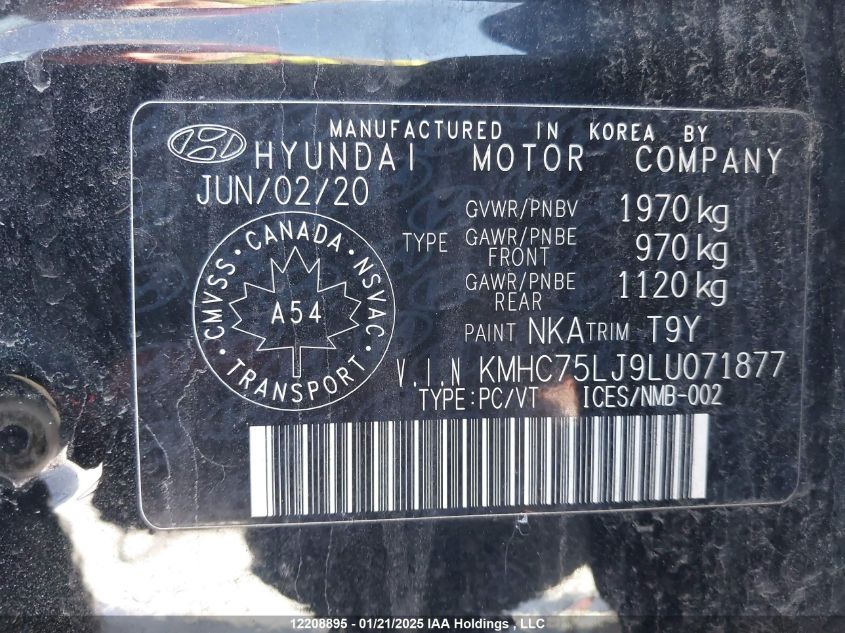 MANUFACTURED IN KOREA BY
HYUNDAI MOTOR COMPANY
JUN/02/20
GVWR/PNBV 1970 kg
TYPE GAWR/PNBE FRONT 970 kg
GAWR/PNBE REAR 1120 kg
CANADA
CMVSS NSVAC
A54
TRANSPORT
PAINT NKA TRIM T9Y
V.I.N KMHC75LJ9LU071877
TYPE:PC/VT ICES/NMB-002
12208895 - 01/21/2025 IAA Holdings , LLC